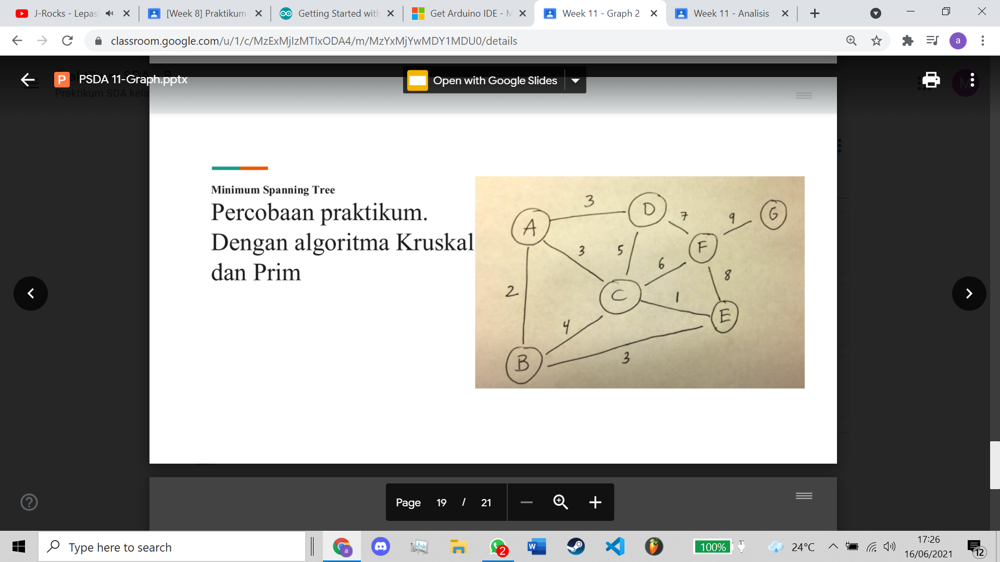 J-Rocks - Lepas
[Week 8] Praktikum
Getting Started with
Get Arduino IDE - M
Week 11 - Graph 2
Week 11 - Analisis
classroom.google.com/u/1/c/MzExMjIzMTIxODA4/m/MzYxMjYwMDY1MDU0/details
a
P
PSDA 11-Graph.pptx
Open with Google Slides
M
Praktikum SDA kela
Minimum Spanning Tree
Percobaan praktikum.
Dengan algoritma Kruskal
dan Prim
3
D
7
9
G
A
3
5
F
6
8
2
C
1
E
4
B
3
Page 19 / 21
Type here to search
a
2
W
100%
24°C
17:26
16/06/2021
12